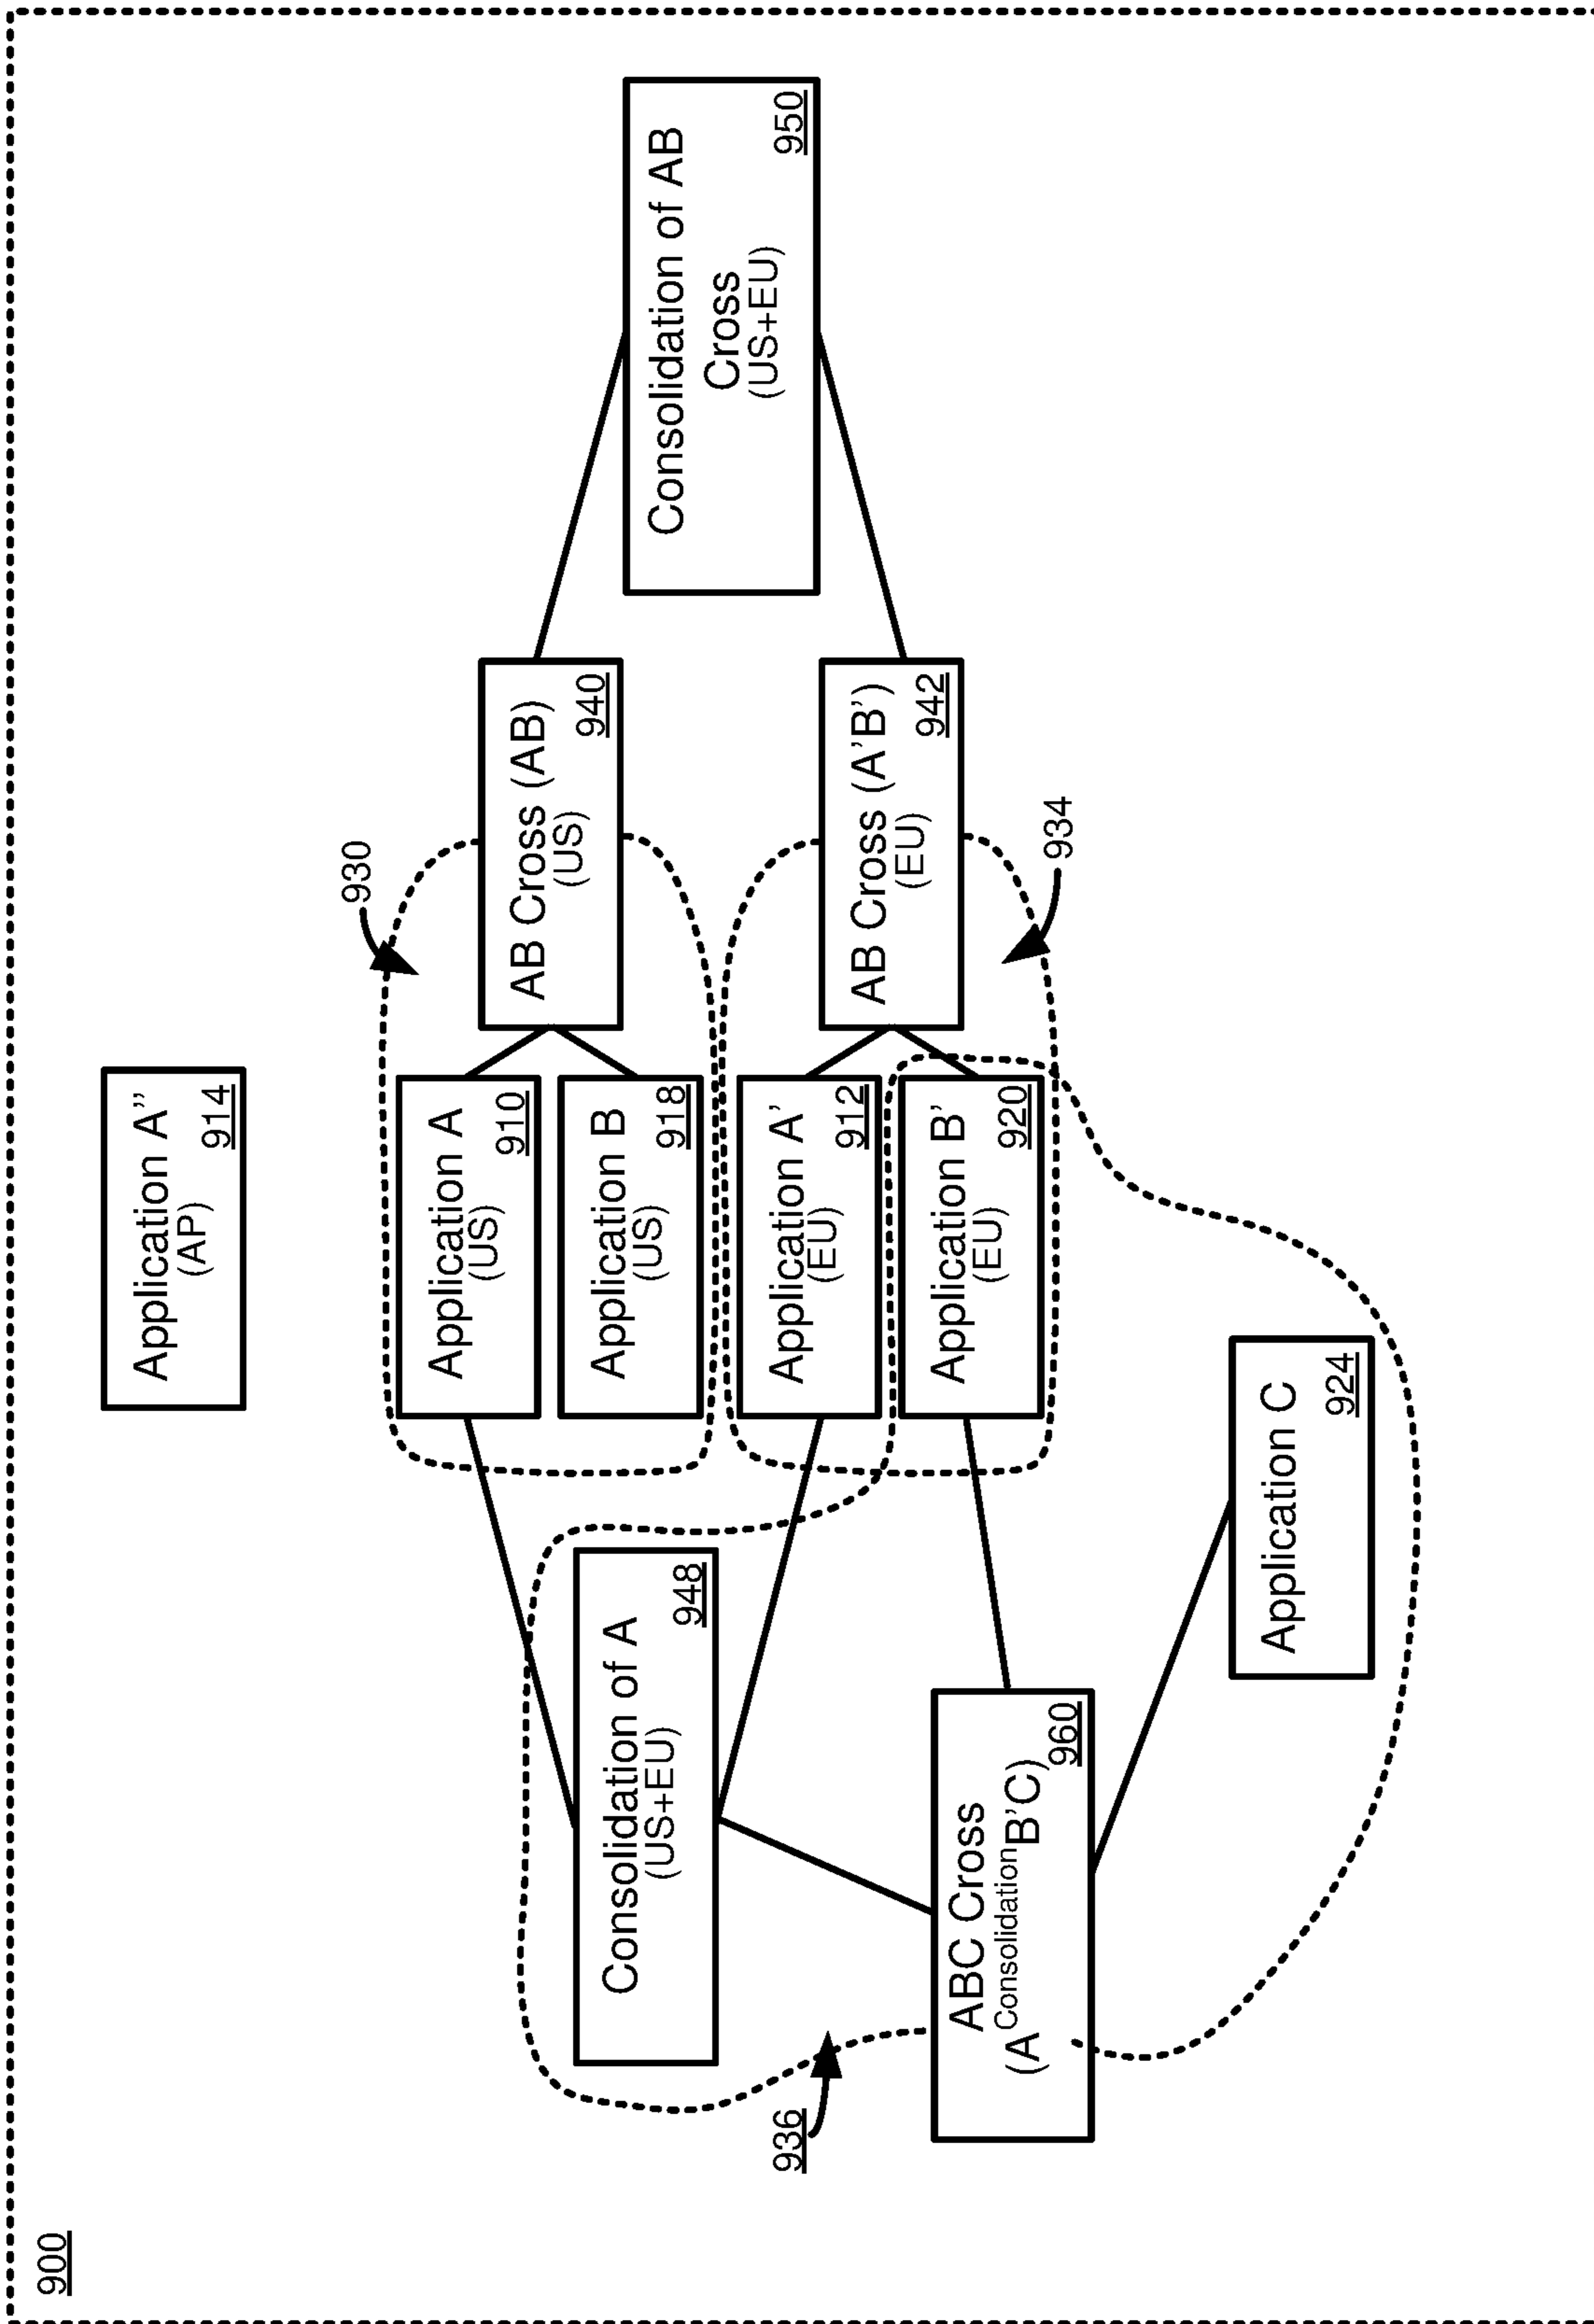 900
Application A"
(AP)
914
930
Application A
(US)
910
Application B
(US)
918
AB Cross (AB)
(US)
940
Consolidation of AB
Cross
(US+EU)
950
Consolidation of A
(US+EU)
948
Application A'
(EU)
912
Application B'
(EU)
920
AB Cross (A'B')
(EU)
942
934
936
ABC Cross
(A^Consolidation B'C)
960
Application C
924